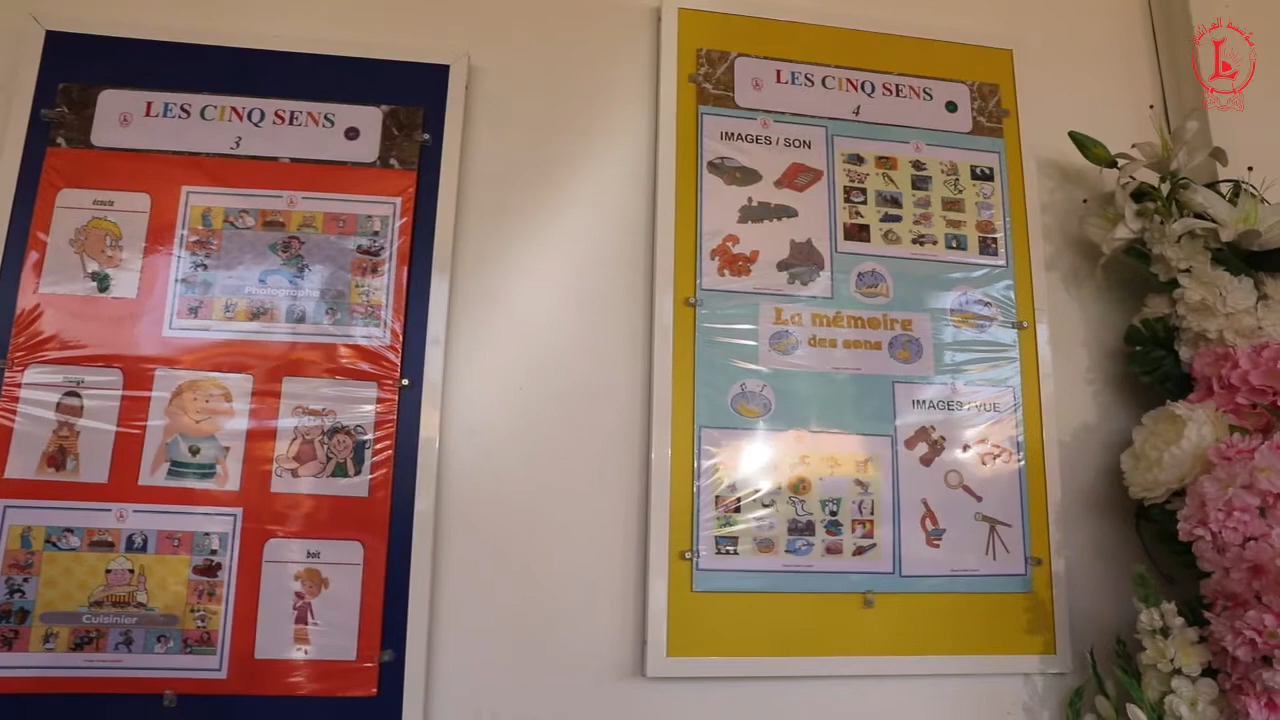 LES CINQ SENS
3
écoute
Photographe
mange
Cuisinier
boit
LES CINQ SENS
4
IMAGES / SON
La mémoire
des sens
IMAGES / VUE
L